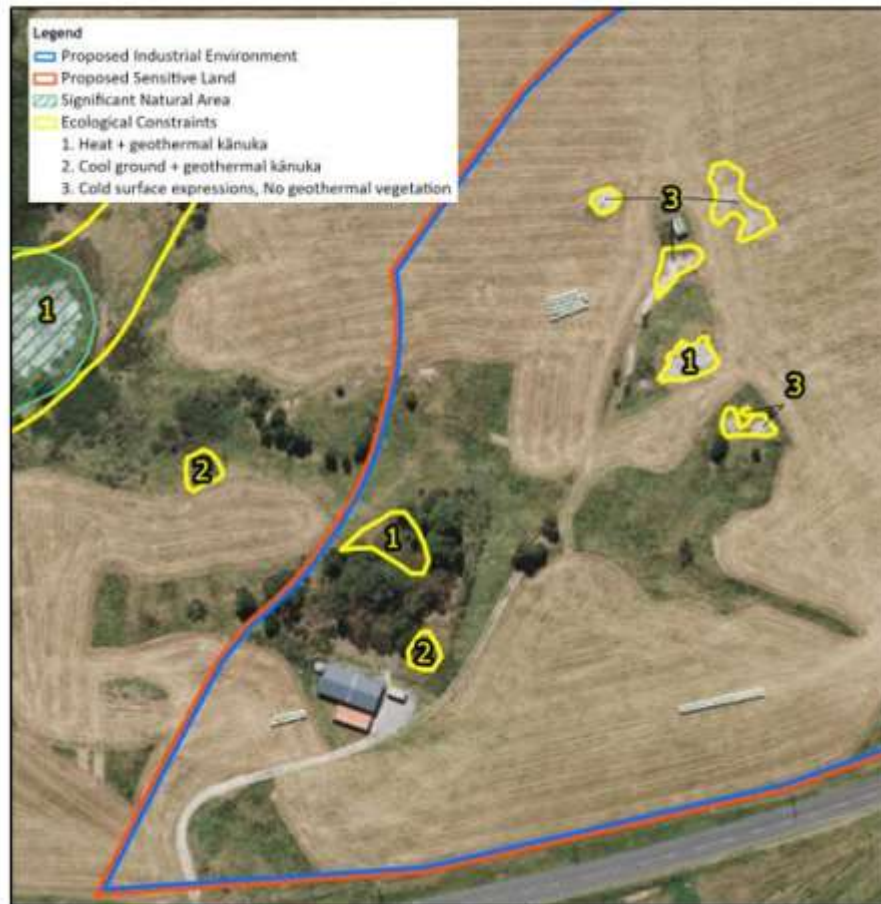 Legend
Proposed Industrial Environment
Proposed Sensitive Land
Significant Natural Area
Ecological Constraints
1. Heat + geothermal kānuka
2. Cool ground + geothermal kānuka
3. Cold surface expressions, No geothermal vegetation
3
1
1
3
2
1
2